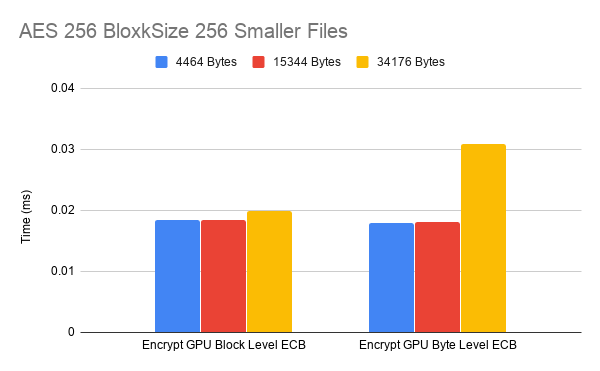 AES 256 BloxkSize 256 Smaller Files
4464 Bytes 15344 Bytes 34176 Bytes
0.04
0.03
0.02
0.01
0
Time (ms)
Encrypt GPU Block Level ECB Encrypt GPU Byte Level ECB